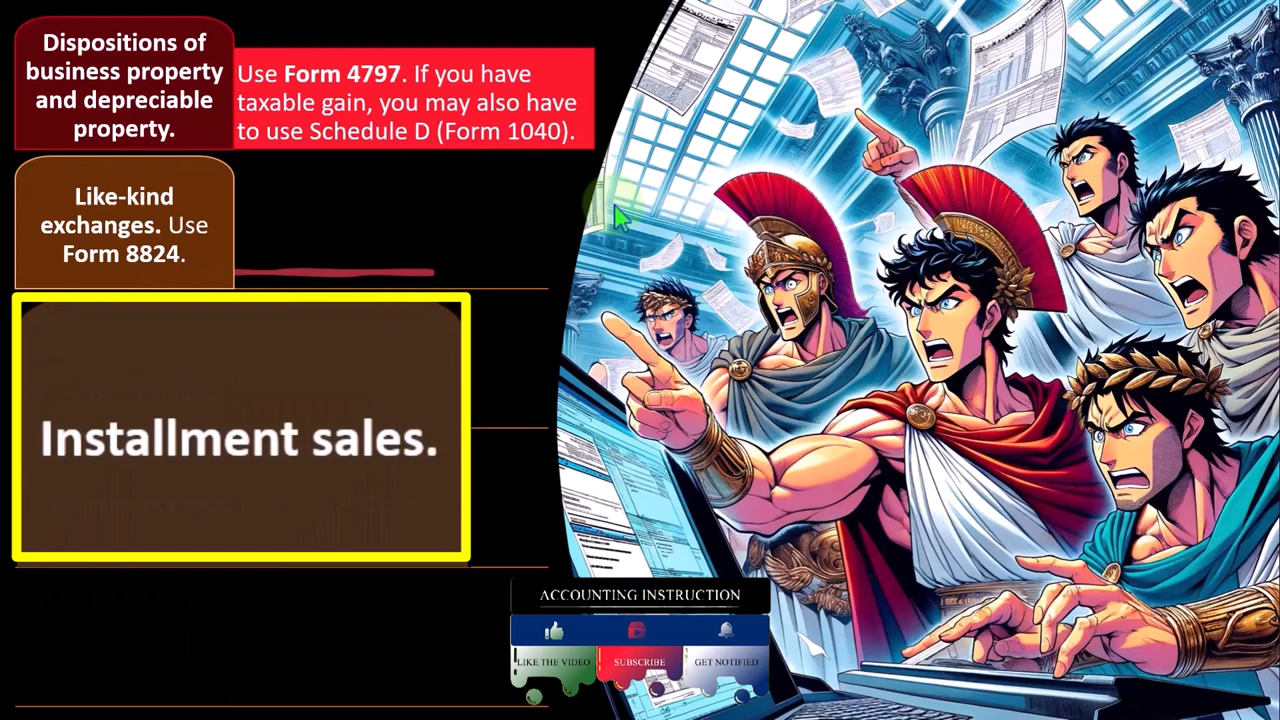 Dispositions of
business property
and depreciable
property.
Use Form 4797. If you have
taxable gain, you may also have
to use Schedule D (Form 1040).
Like-kind
exchanges. Use
Form 8824.
Installment sales.
ACCOUNTING INSTRUCTION
LIKE THE VIDEO
SUBSCRIBE
GET NOTIFIED